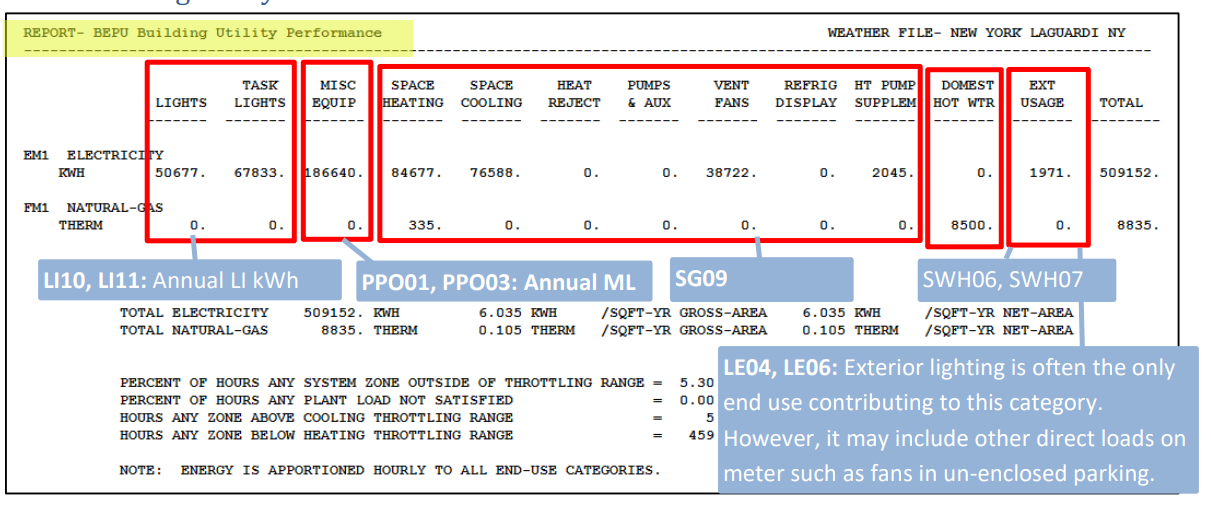 REPORT- BEPU Building Utility Performance WEATHER FILE- NEW YORK LAGUARDI NY
TASK MISC SPACE SPACE HEAT PUMPS VENT REFRIG HT PUMP DOMEST EXT
LIGHTS LIGHTS EQUIP HEATING COOLING REJECT & AUX FANS DISPLAY SUPPLEM HOT WTR USAGE TOTAL
EM1 ELECTRICITY
KWH 50677. 67833. 186640. 84677. 76588. 0. 0. 38722. 0. 2045. 0. 1971. 509152.
FM1 NATURAL-GAS
THERM 0. 0. 0. 335. 0. 0. 0. 0. 0. 0. 8500. 0. 8835.
LI10, LI11: Annual LI kWh
PPO01, PPO03: Annual ML
SG09
SWH06, SWH07
TOTAL ELECTRICITY 509152. KWH 6.035 KWH /SQFT-YR GROSS-AREA 6.035 KWH /SQFT-YR NET-AREA
TOTAL NATURAL-GAS 8835. THERM 0.105 THERM /SQFT-YR GROSS-AREA 0.105 THERM /SQFT-YR NET-AREA
PERCENT OF HOURS ANY SYSTEM ZONE OUTSIDE OF THROTTLING RANGE = 5.30
PERCENT OF HOURS ANY PLANT LOAD NOT SATISFIED = 0.00
HOURS ANY ZONE ABOVE COOLING THROTTLING RANGE = 5
HOURS ANY ZONE BELOW HEATING THROTTLING RANGE = 459
NOTE: ENERGY IS APPORTIONED HOURLY TO ALL END-USE CATEGORIES.
LE04, LE06: Exterior lighting is often the only
end use contributing to this category.
However, it may include other direct loads on
meter such as fans in un-enclosed parking.